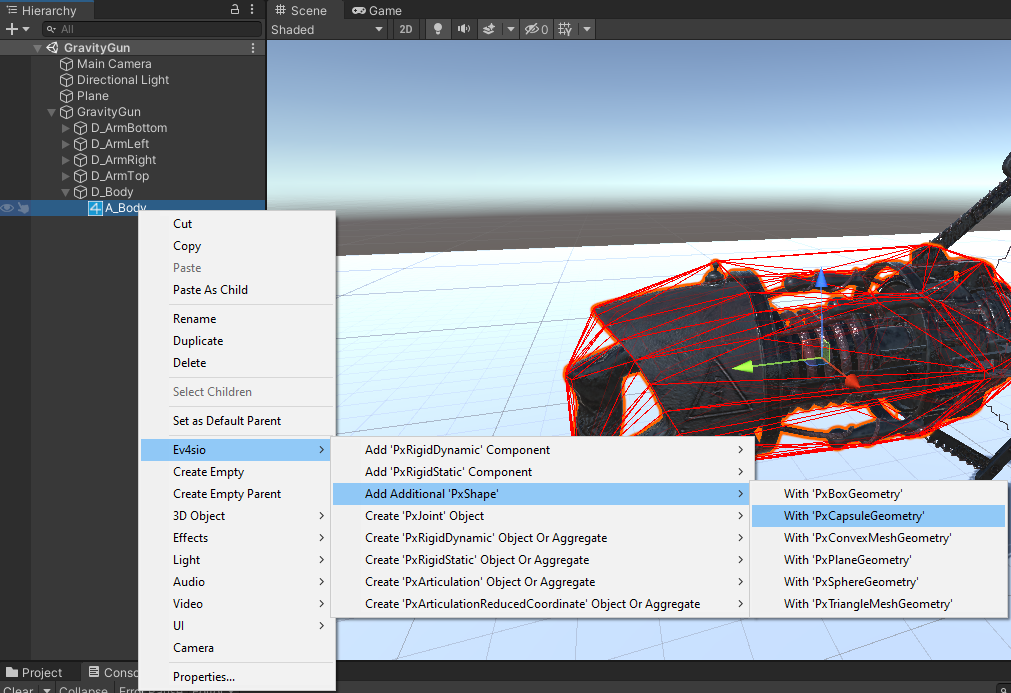 Hierarchy
Scene
Game
All
Shaded
2D
0
GravityGun
Main Camera
Directional Light
Plane
GravityGun
D_ArmBottom
D_ArmLeft
D_ArmRight
D_ArmTop
D_Body
A_Body
Cut
Copy
Paste
Paste As Child
Rename
Duplicate
Delete
Select Children
Set as Default Parent
Ev4sio
Create Empty
Create Empty Parent
3D Object
Effects
Light
Audio
Video
UI
Camera
Properties...
Add 'PxRigidDynamic' Component
Add 'PxRigidStatic' Component
Add Additional 'PxShape'
Create 'PxJoint' Object
Create 'PxRigidDynamic' Object Or Aggregate
Create 'PxRigidStatic' Object Or Aggregate
Create 'PxArticulation' Object Or Aggregate
Create 'PxArticulationReducedCoordinate' Object Or Aggregate
With 'PxBoxGeometry'
With 'PxCapsuleGeometry'
With 'PxConvexMeshGeometry'
With 'PxPlaneGeometry'
With 'PxSphereGeometry'
With 'PxTriangleMeshGeometry'
Project
Conso
Clear
Collapse